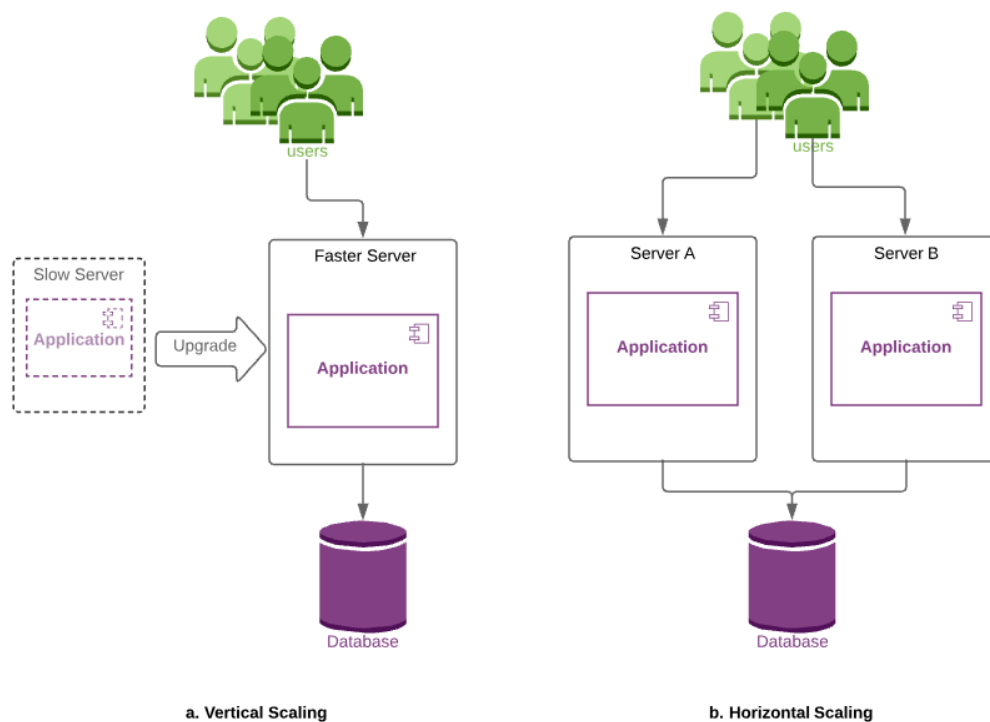 users
Slow Server
Application
Upgrade
Faster Server
Application
Database
a. Vertical Scaling
users
Server A
Application
Server B
Application
Database
b. Horizontal Scaling